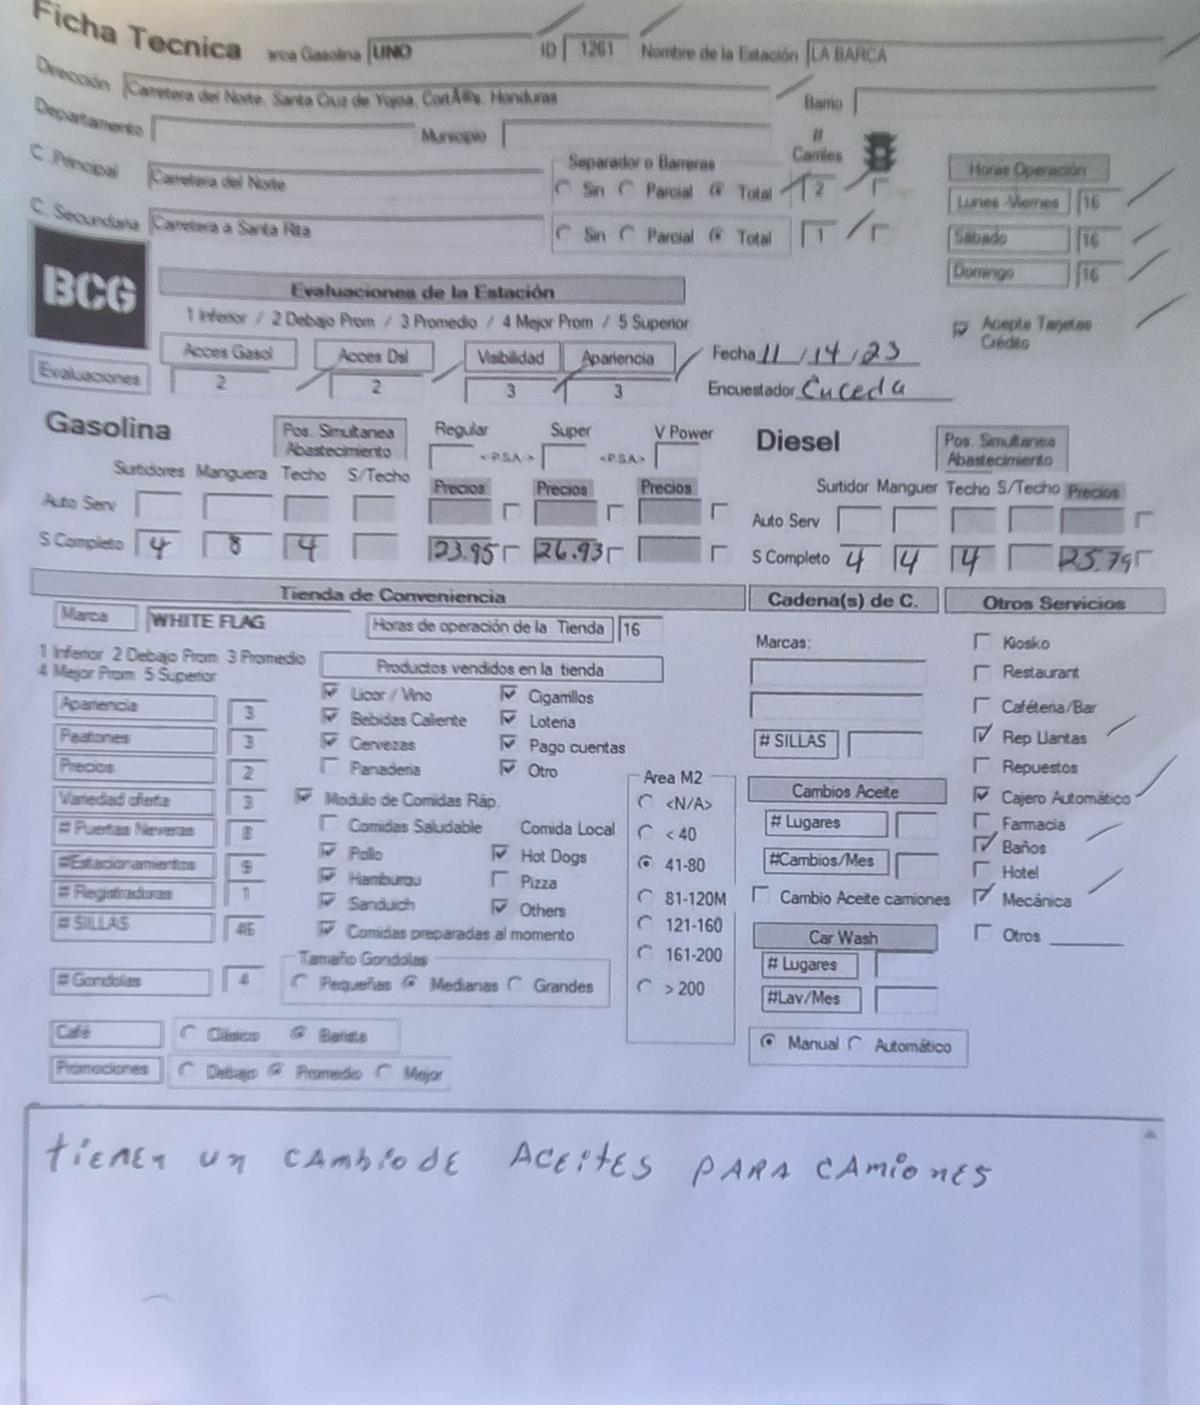 Ficha Tecnica arca Gasolina UNO ID 1261 Nombre de la Estación LA BARCA
Dirección Carretera del Norte, Santa Cruz de Yojoa, CortÃ©s, Honduras Barrio
Departamento Municipio # Carriles
C .Principal Carretera del Norte Separador o Barreras Sin Parcial Total 2
C. Secundaria Carretera a Santa Rita Sin Parcial Total 1
Horas Operación
Lunes -Viernes 16
Sábado 16
Domingo 16
Acepta Tarjetas Crédito
BCG
Evaluaciones de la Estación
1 Inferior / 2 Debajo Prom / 3 Promedio / 4 Mejor Prom / 5 Superior
Acces Gasol Acces Dsl Visibilidad Apariencia Fecha 11/14/23
Evaluaciones 2 2 3 3 Encuestador Euceda
Gasolina Pos. Simultanea Abastecimiento Regular <-PSA-> Super <-PSA-> V Power
Surtidores Manguera Techo S/Techo Precios Precios Precios
Auto Serv
S Completo 4 8 4 23.95 26.93
Diesel Pos. Simultanea Abastecimiento
Surtidor Manguer Techo S/Techo Precios
Auto Serv
S Completo 4 4 4 25.79
Tienda de Conveniencia
Marca WHITE FLAG Horas de operación de la Tienda 16
1 Inferior 2 Debajo Prom 3 Promedio
4 Mejor Prom 5 Superior
Apariencia 3
Peatones 3
Precios 2
Variedad oferta 3
# Puertas Neveras 8
#Estacionamientos 9
# Registradoras 1
# SILLAS 46
# Gondolas 4
Productos vendidos en la tienda
Licor / Vino Cigarrillos
Bebidas Caliente Loteria
Cervezas Pago cuentas
Panaderia Otro
Modulo de Comidas Ráp.
Comidas Saludable Comida Local
Pollo Hot Dogs
Hamburgu Pizza
Sanduich Others
Comidas preparadas al momento
Tamaño Gondolas
Pequeñas Medianas Grandes
Area M2
<N/A>
< 40
41-80
81-120M
121-160
161-200
> 200
Café Clásico Barista
Promociones Debajo Promedio Mejor
Cadena(s) de C.
Marcas:
# SILLAS
Cambios Aceite
# Lugares
#Cambios/Mes
Cambio Aceite camiones
Car Wash
# Lugares
#Lav/Mes
Manual Automático
Otros Servicios
Kiosko
Restaurant
Caféteria/Bar
Rep Llantas
Repuestos
Cajero Automático
Farmacia
Baños
Hotel
Mecánica
Otros
tiENEN UN CAmbio dE ACEitES PARA CAmioNES